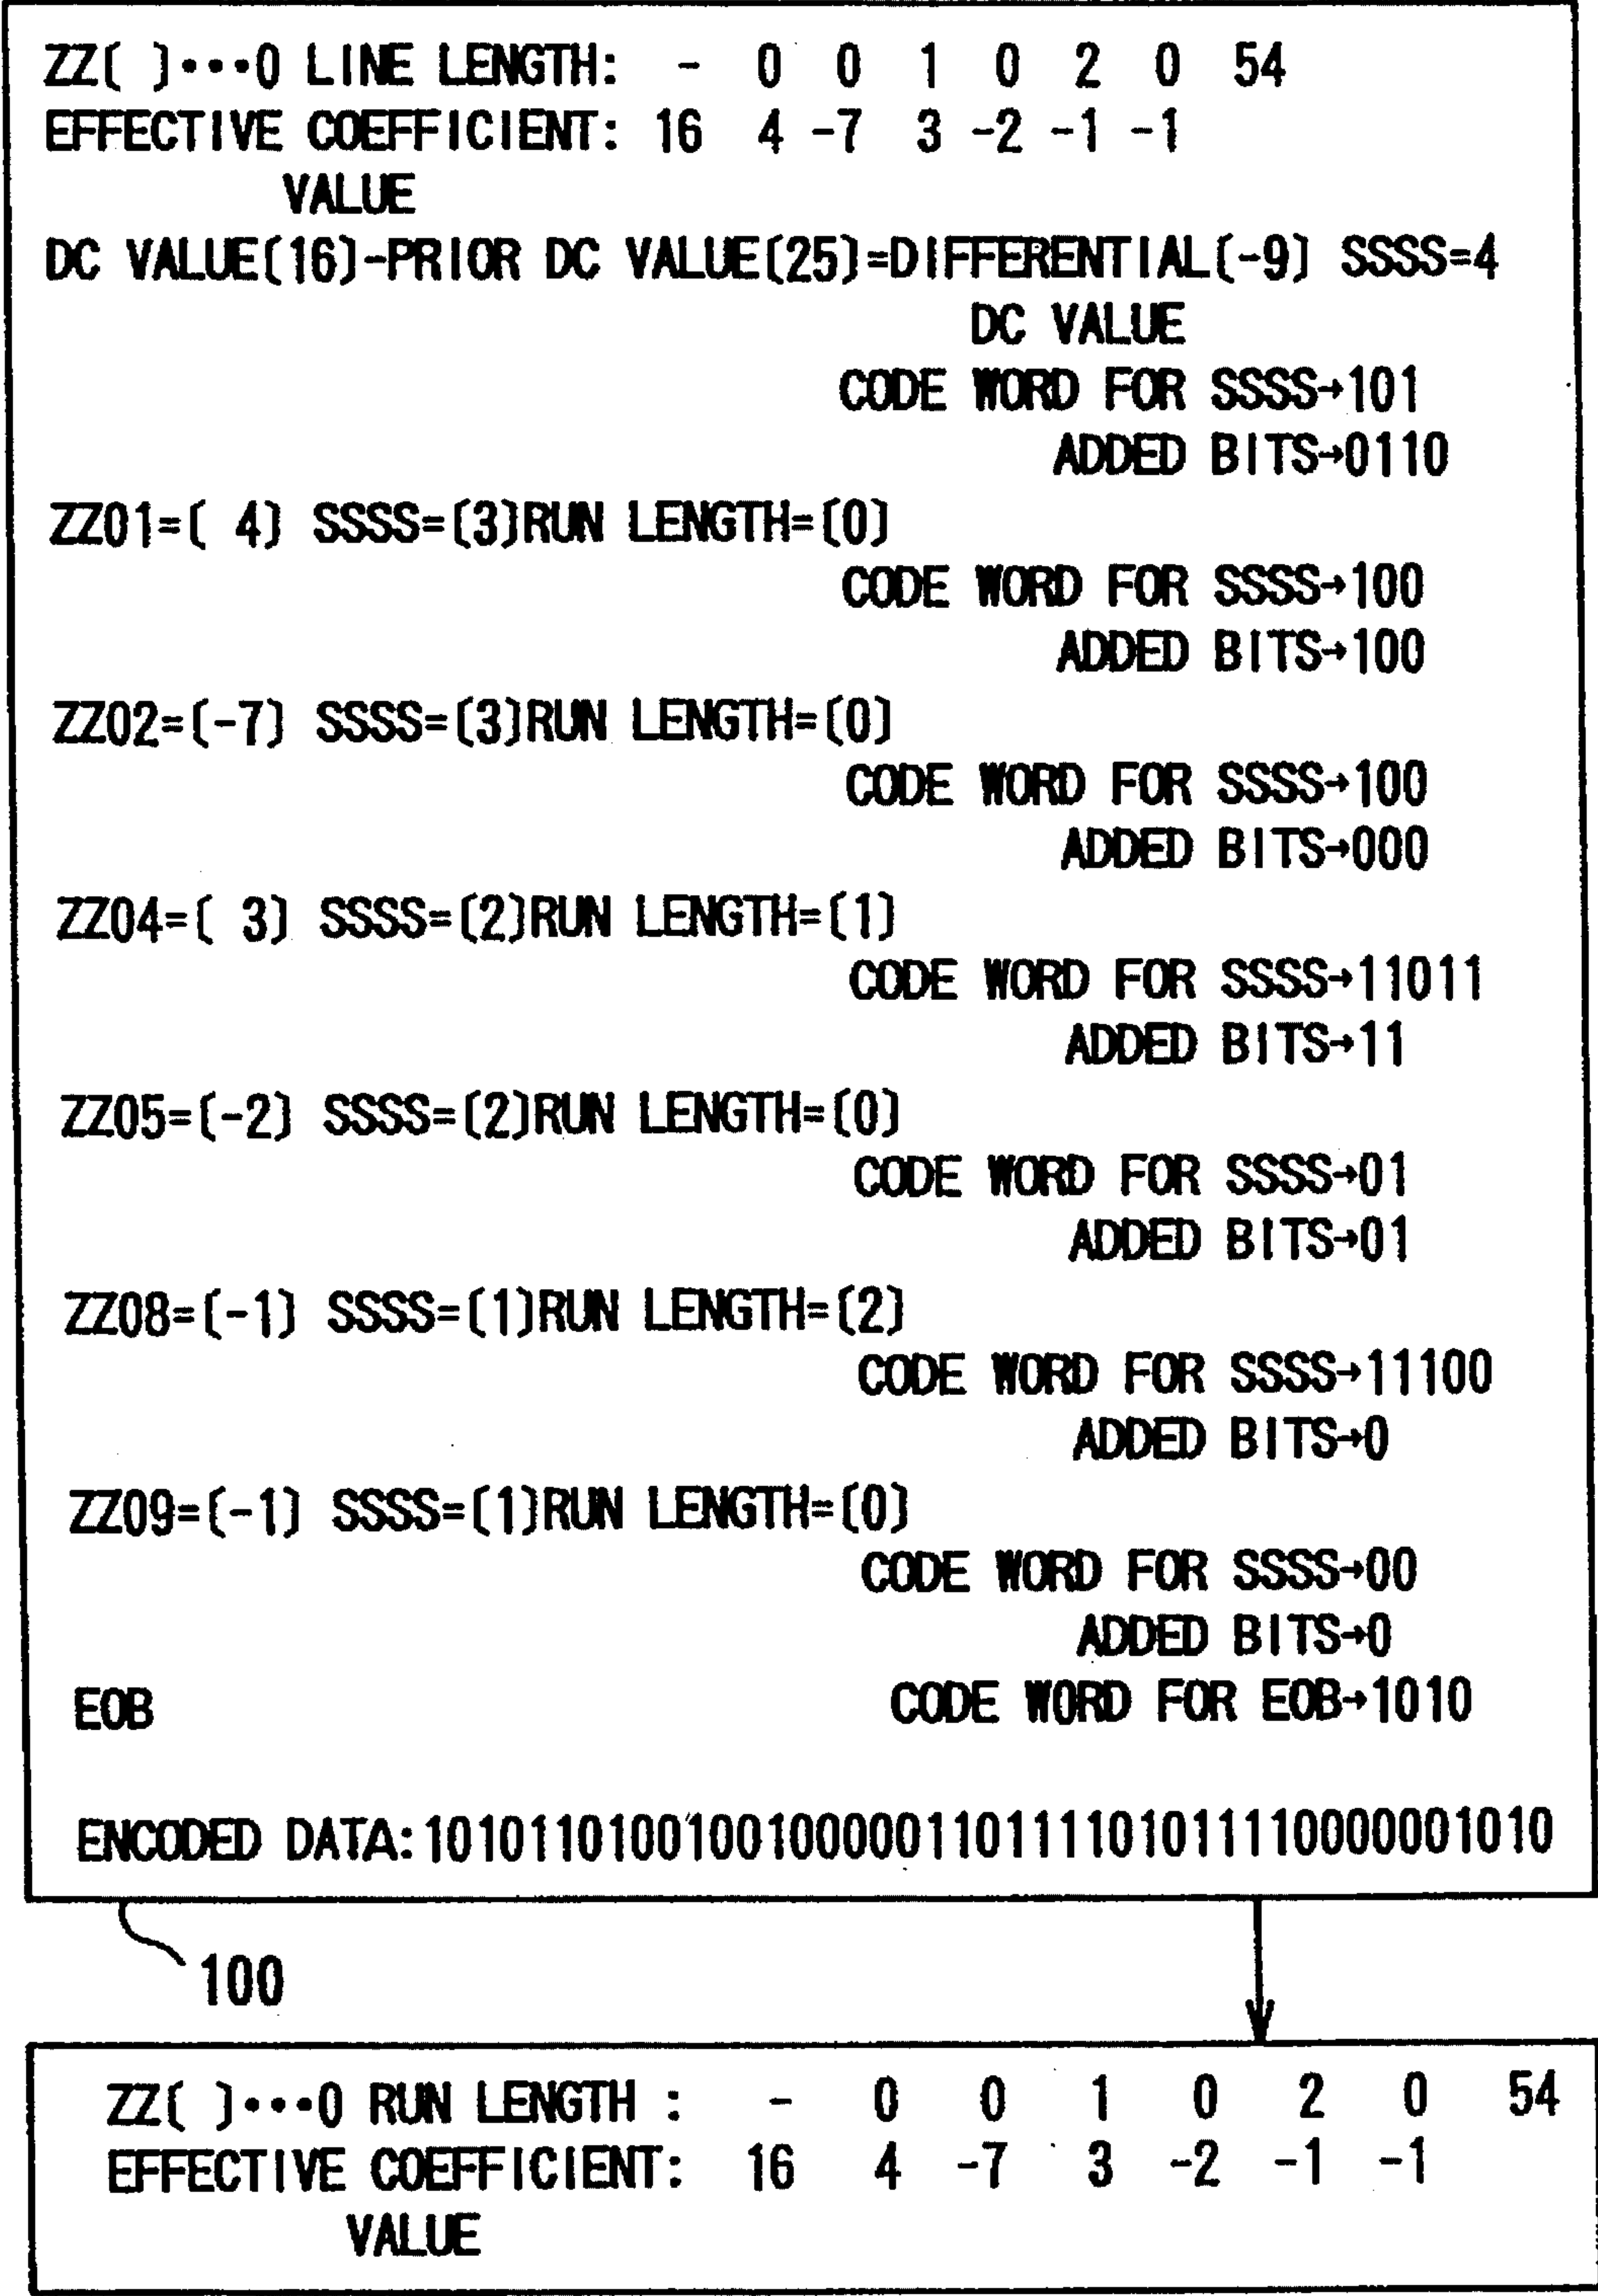 ZZ( )•••0 LINE LENGTH: - 0 0 1 0 2 0 54
EFFECTIVE COEFFICIENT: 16 4 -7 3 -2 -1 -1
VALUE
DC VALUE(16)-PRIOR DC VALUE(25)=DIFFERENTIAL(-9) SSSS=4
DC VALUE
CODE WORD FOR SSSS→101
ADDED BITS→0110
ZZ01=( 4) SSSS=(3)RUN LENGTH=(0)
CODE WORD FOR SSSS→100
ADDED BITS→100
ZZ02=(-7) SSSS=(3)RUN LENGTH=(0)
CODE WORD FOR SSSS→100
ADDED BITS→000
ZZ04=( 3) SSSS=(2)RUN LENGTH=(1)
CODE WORD FOR SSSS→11011
ADDED BITS→11
ZZ05=(-2) SSSS=(2)RUN LENGTH=(0)
CODE WORD FOR SSSS→01
ADDED BITS→01
ZZ08=(-1) SSSS=(1)RUN LENGTH=(2)
CODE WORD FOR SSSS→11100
ADDED BITS→0
ZZ09=(-1) SSSS=(1)RUN LENGTH=(0)
CODE WORD FOR SSSS→00
ADDED BITS→0
EOB CODE WORD FOR EOB→1010
ENCODED DATA:1010110100100100000110111101011110000001010
100
ZZ( )•••0 RUN LENGTH : - 0 0 1 0 2 0 54
EFFECTIVE COEFFICIENT: 16 4 -7 3 -2 -1 -1
VALUE